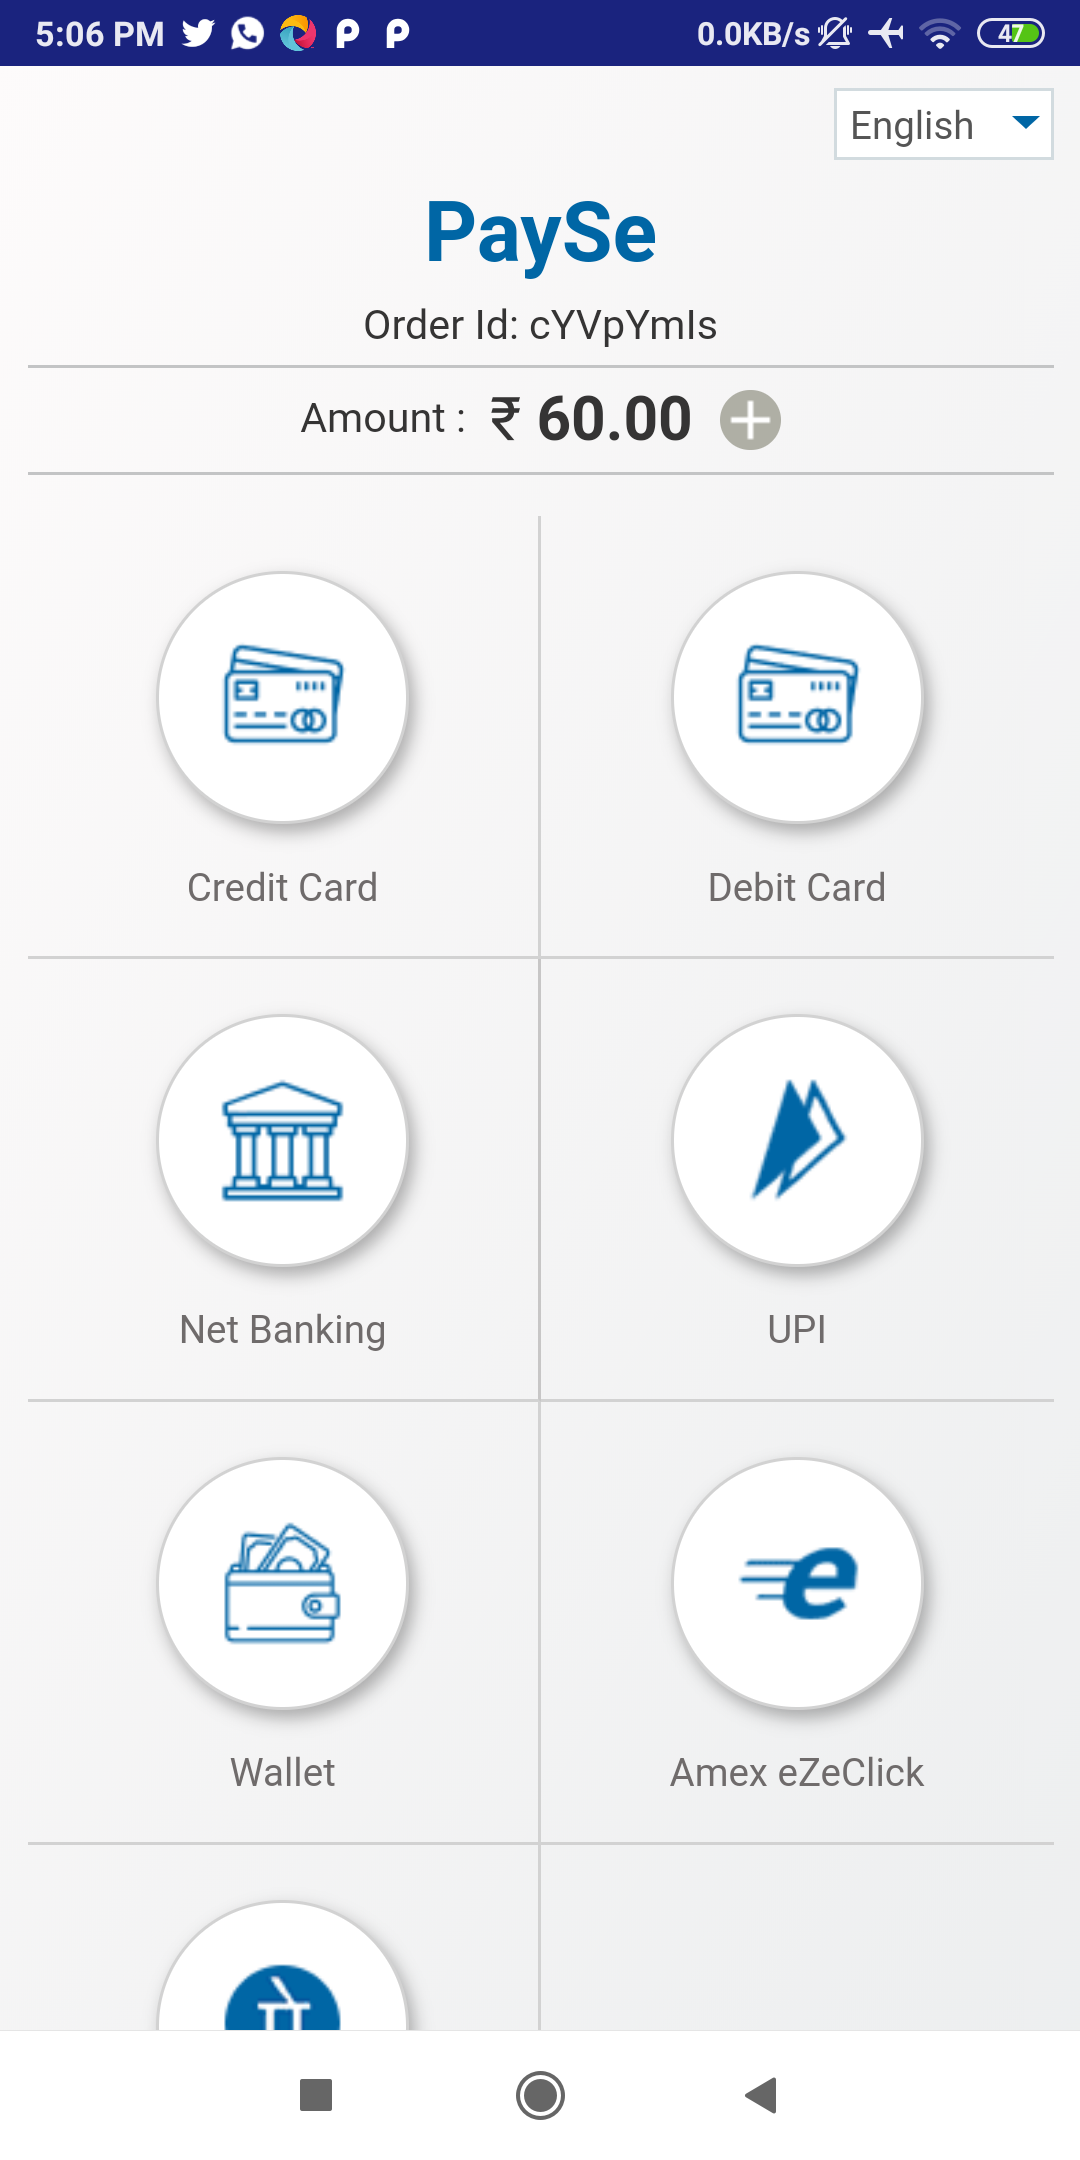 5:06 PM 0.0KB/s 47
English
PaySe
Order Id: cYVpYmIs
Amount : ₹ 60.00
Credit Card Debit Card
Net Banking UPI
Wallet Amex eZeClick